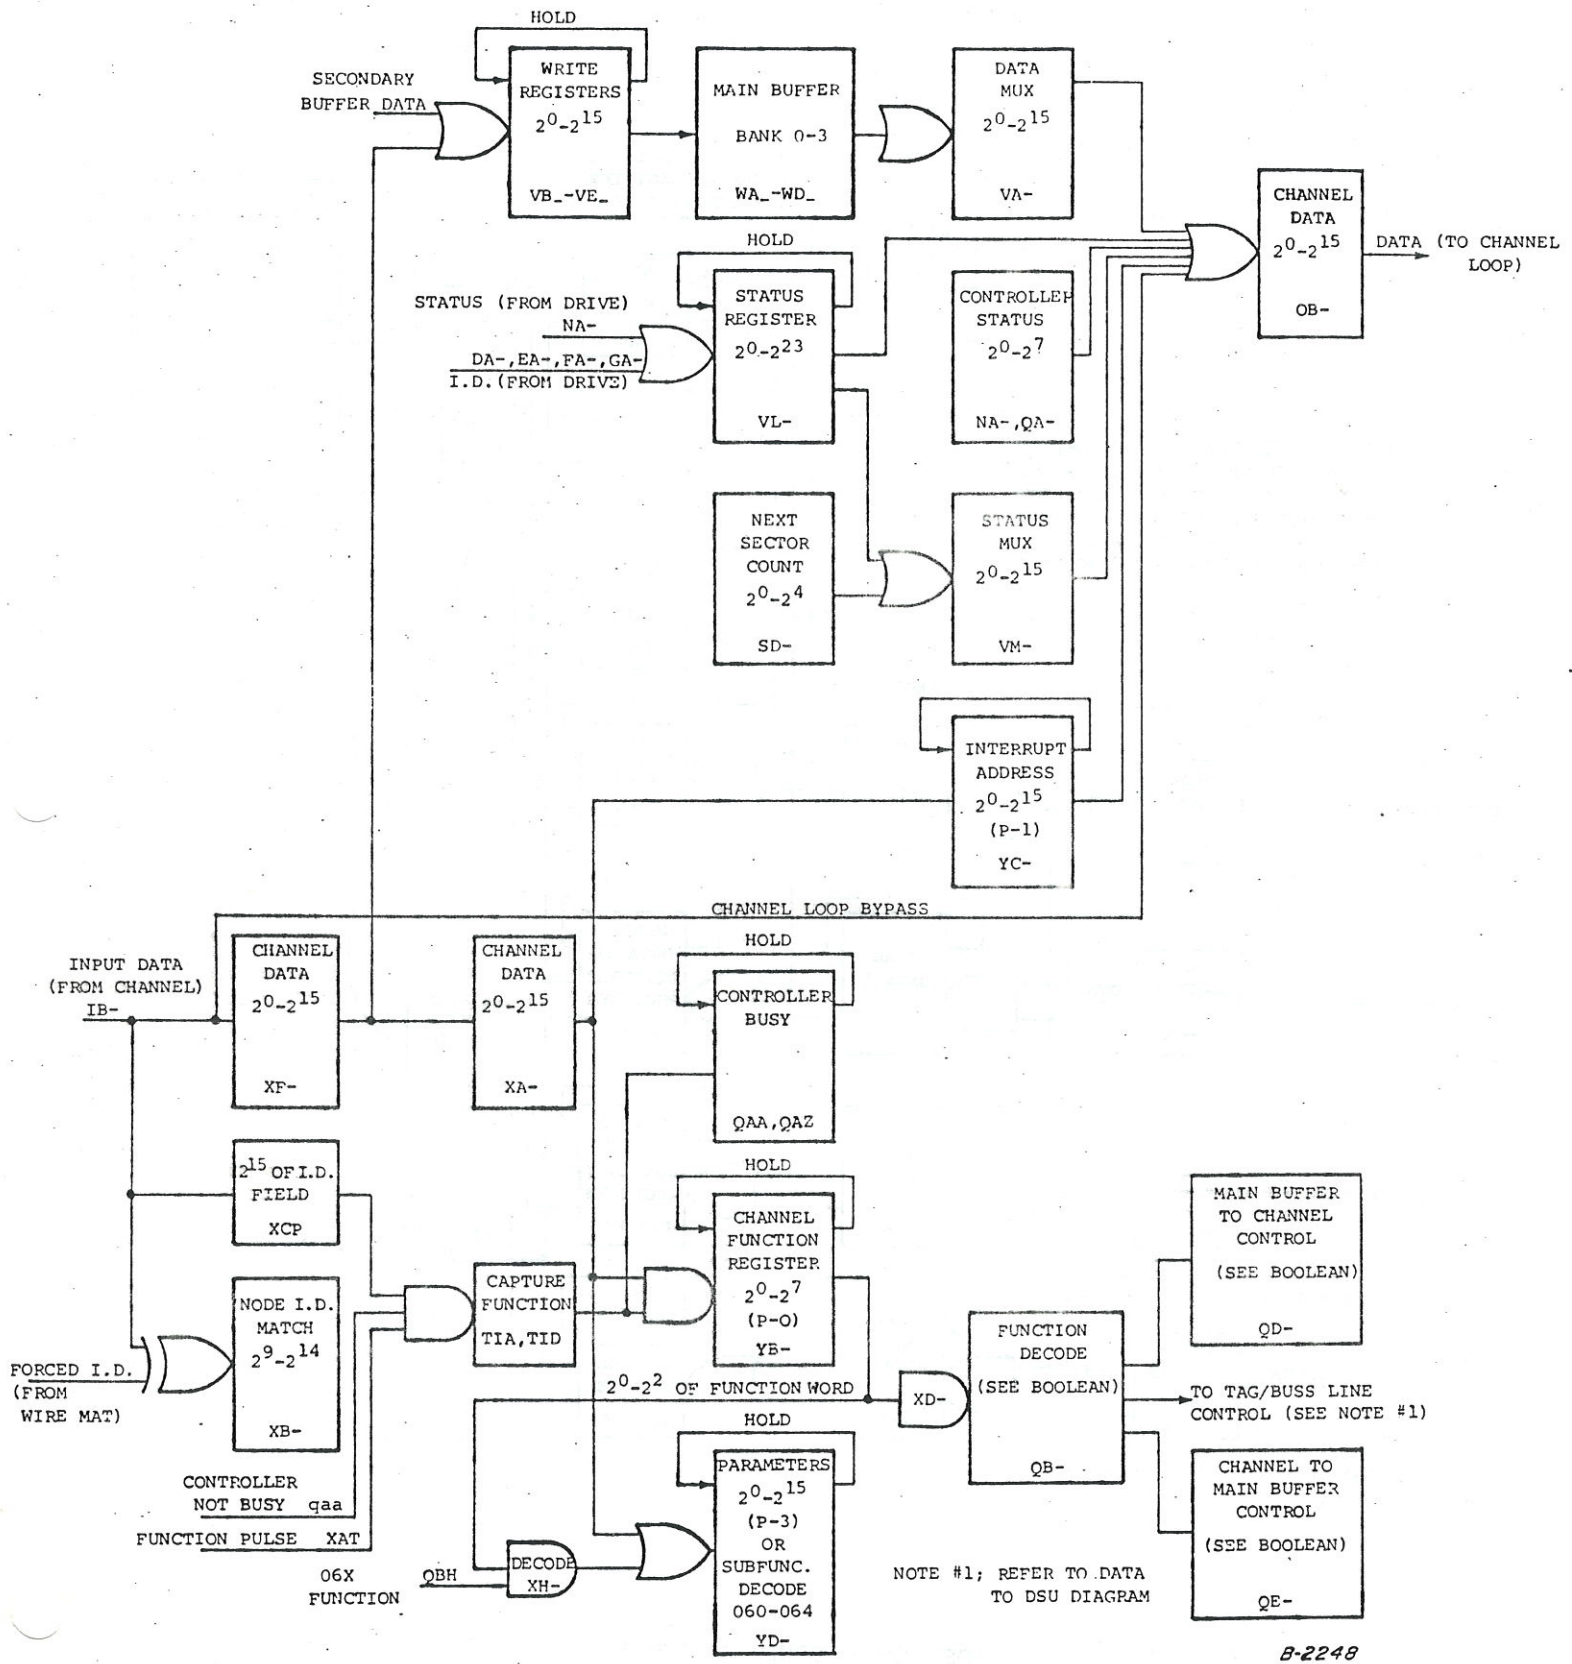 HOLD
SECONDARY
BUFFER DATA
WRITE
REGISTERS
2⁰-2¹⁵
VB_-VE_
MAIN BUFFER
BANK 0-3
WA_-WD_
DATA
MUX
2⁰-2¹⁵
VA-
CHANNEL
DATA
2⁰-2¹⁵
OB-
DATA (TO CHANNEL
LOOP)
HOLD
STATUS (FROM DRIVE)
NA-
DA-,EA-,FA-,GA-
I.D.(FROM DRIVE)
STATUS
REGISTER
2⁰-2²³
VL-
CONTROLLER
STATUS
2⁰-2⁷
NA-,QA-
NEXT
SECTOR
COUNT
2⁰-2⁴
SD-
STATUS
MUX
2⁰-2¹⁵
VM-
INTERRUPT
ADDRESS
2⁰-2¹⁵
(P-1)
YC-
CHANNEL LOOP BYPASS
INPUT DATA
(FROM CHANNEL)
IB-
CHANNEL
DATA
2⁰-2¹⁵
XF-
CHANNEL
DATA
2⁰-2¹⁵
XA-
HOLD
CONTROLLER
BUSY
QAA,QAZ
2¹⁵ OF I.D.
FIELD
XCP
NODE I.D.
MATCH
2⁹-2¹⁴
XB-
FORCED I.D.
(FROM
WIRE MAT)
CAPTURE
FUNCTION
TIA,TID
HOLD
CHANNEL
FUNCTION
REGISTER
2⁰-2⁷
(P-0)
YB-
2⁰-2² OF FUNCTION WORD
XD-
FUNCTION
DECODE
(SEE BOOLEAN)
QB-
MAIN BUFFER
TO CHANNEL
CONTROL
(SEE BOOLEAN)
QD-
TO TAG/BUSS LINE
CONTROL (SEE NOTE #1)
CHANNEL TO
MAIN BUFFER
CONTROL
(SEE BOOLEAN)
QE-
CONTROLLER
NOT BUSY qaa
FUNCTION PULSE XAT
06X
FUNCTION
QBH
DECODE
XH-
HOLD
PARAMETERS
2⁰-2¹⁵
(P-3)
OR
SUBFUNC.
DECODE
060-064
YD-
NOTE #1; REFER TO DATA
TO DSU DIAGRAM
B-2248